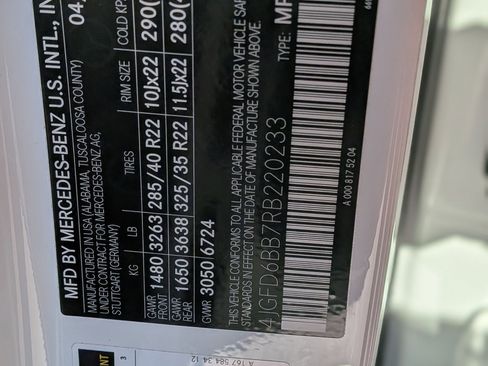 MFD BY MERCEDES-BENZ U.S. INTL., IN
04
MANUFACTURED IN USA (ALABAMA, TUSCALOOSA COUNTY)
UNDER CONTRACT FOR MERCEDES-BENZ AG,
STUTTGART (GERMANY)
KG LB TIRES RIM SIZE COLD KP
GAWR FRONT 1480 3263 285/40 R22 10Jx22 290(
GAWR REAR 1650 3638 325/35 R22 11.5Jx22 280(
GVWR 3050 6724
THIS VEHICLE CONFORMS TO ALL APPLICABLE FEDERAL MOTOR VEHICLE SAF
STANDARDS IN EFFECT ON THE DATE OF MANUFACTURE SHOWN ABOVE.
4JGFD6BB7RB220233 TYPE: MP
A 000 817 52 04
A 167 584 34 12
3
NT